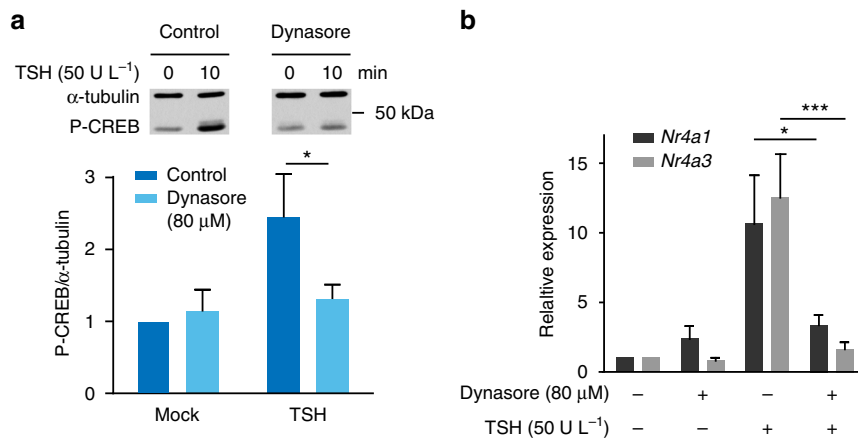 a
Control Dynasore
TSH (50 U L–1) 0 10 0 10 min
α-tubulin
50 kDa
P-CREB
*
3
2
1
0
P-CREB/α-tubulin
Control
Dynasore
(80 μM)
Mock TSH
b
***
*
Nr4a1
Nr4a3
15
10
5
0
Relaltive expression
Dynasore (80 μM) – + – +
TSH (50 U L–1) – – + +